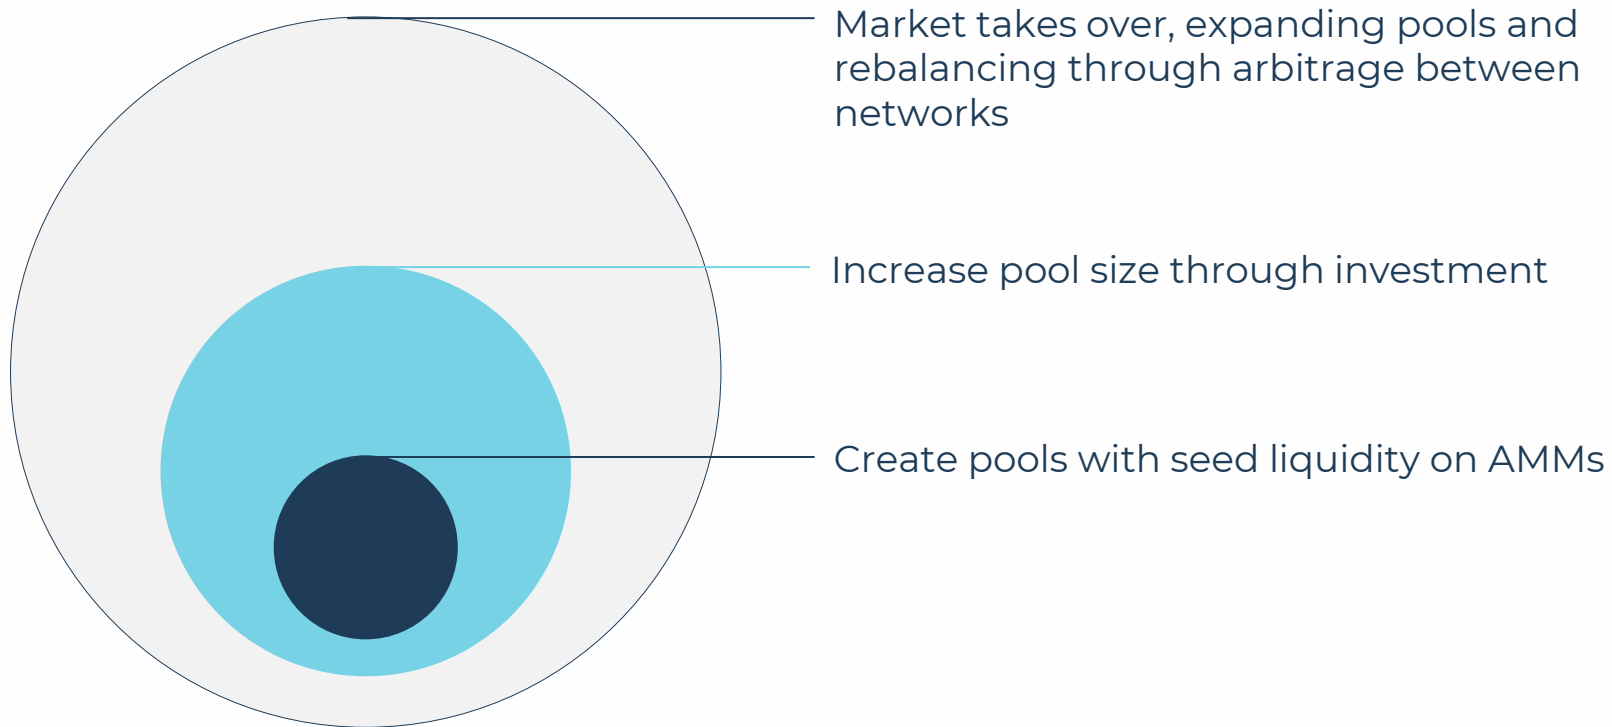 Market takes over, expanding pools and
rebalancing through arbitrage between
networks
Increase pool size through investment
Create pools with seed liquidity on AMMs